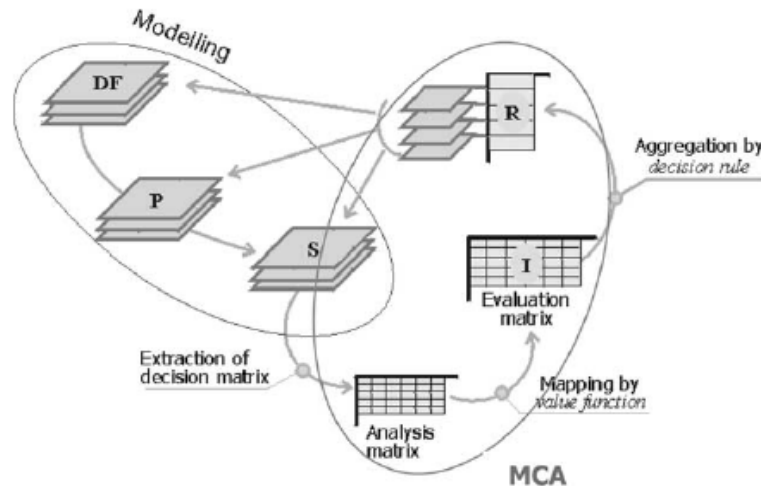 Modelling
DF
R
Aggregation by
decision rule
P
S
I
Evaluation
matrix
Extraction of
decision matrix
Mapping by
value function
Analysis
matrix
MCA